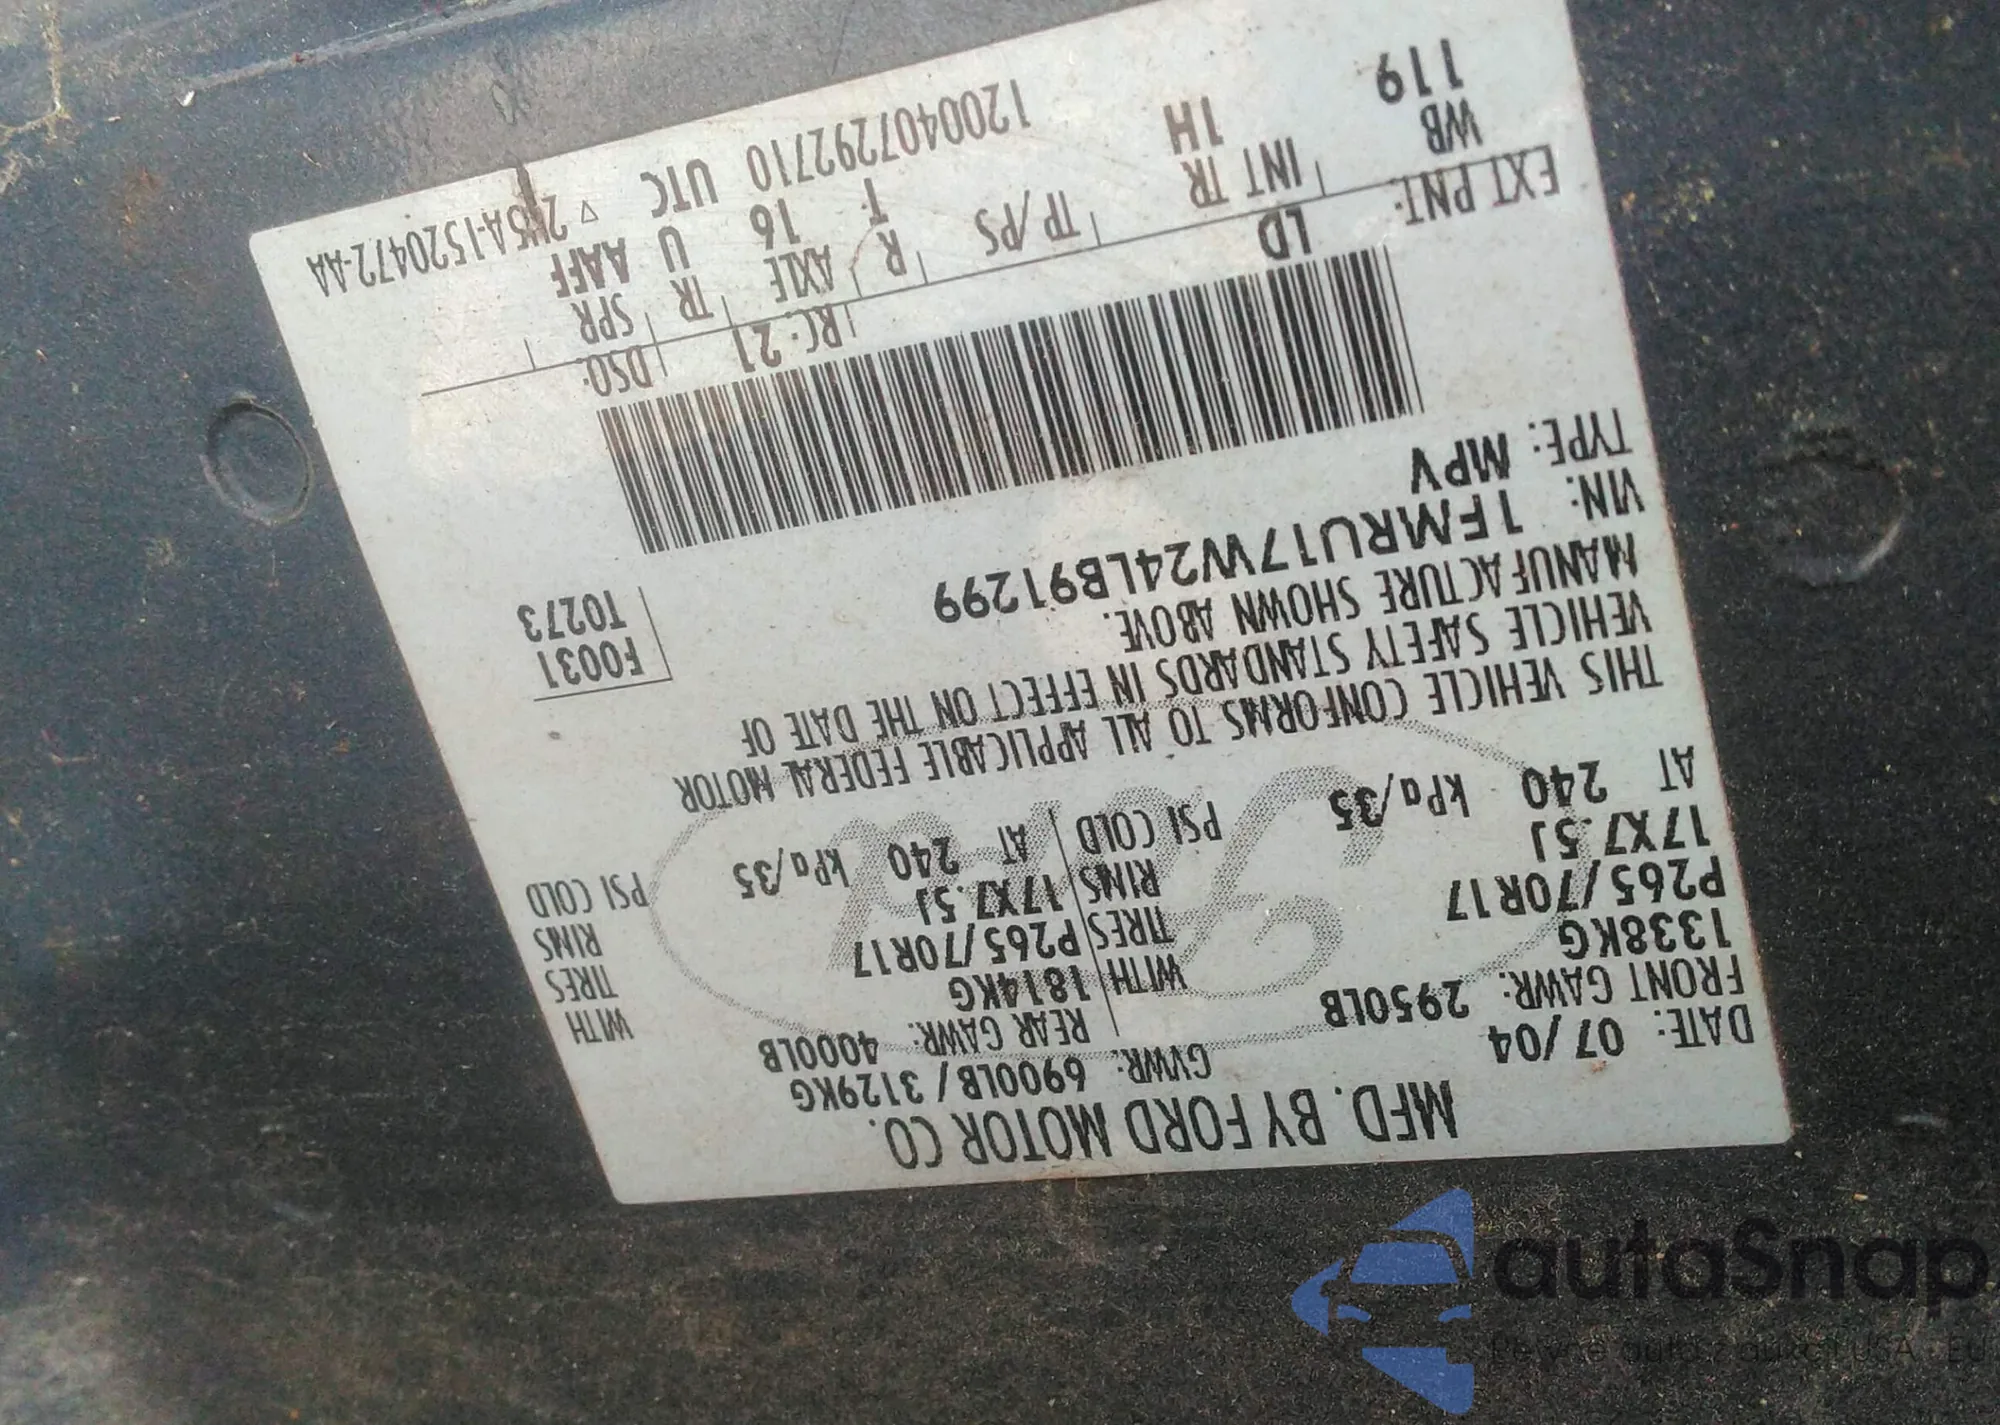 MFD. BY FORD MOTOR CO.
DATE: 07/04 GVWR: 6900LB / 3129KG
FRONT GAWR: 2950LB REAR GAWR: 4000LB
1338KG WITH 1814KG WITH
P265/70R17 TIRES P265/70R17 TIRES
17X7.5J RIMS 17X7.5J RIMS
AT 240 kPa/35 PSI COLD AT 240 kPa/35 PSI COLD
THIS VEHICLE CONFORMS TO ALL APPLICABLE FEDERAL MOTOR
VEHICLE SAFETY STANDARDS IN EFFECT ON THE DATE OF
MANUFACTURE SHOWN ABOVE.
VIN: 1FMRU17W24LB91299
TYPE: MPV
F0031
T0273
EXT PNT: LD RC: 21 DSO:
WB INT TR TP/PS R AXLE TR SPR
119 1H T 16 U AAFF
1200407292710 UTC
autoSnap